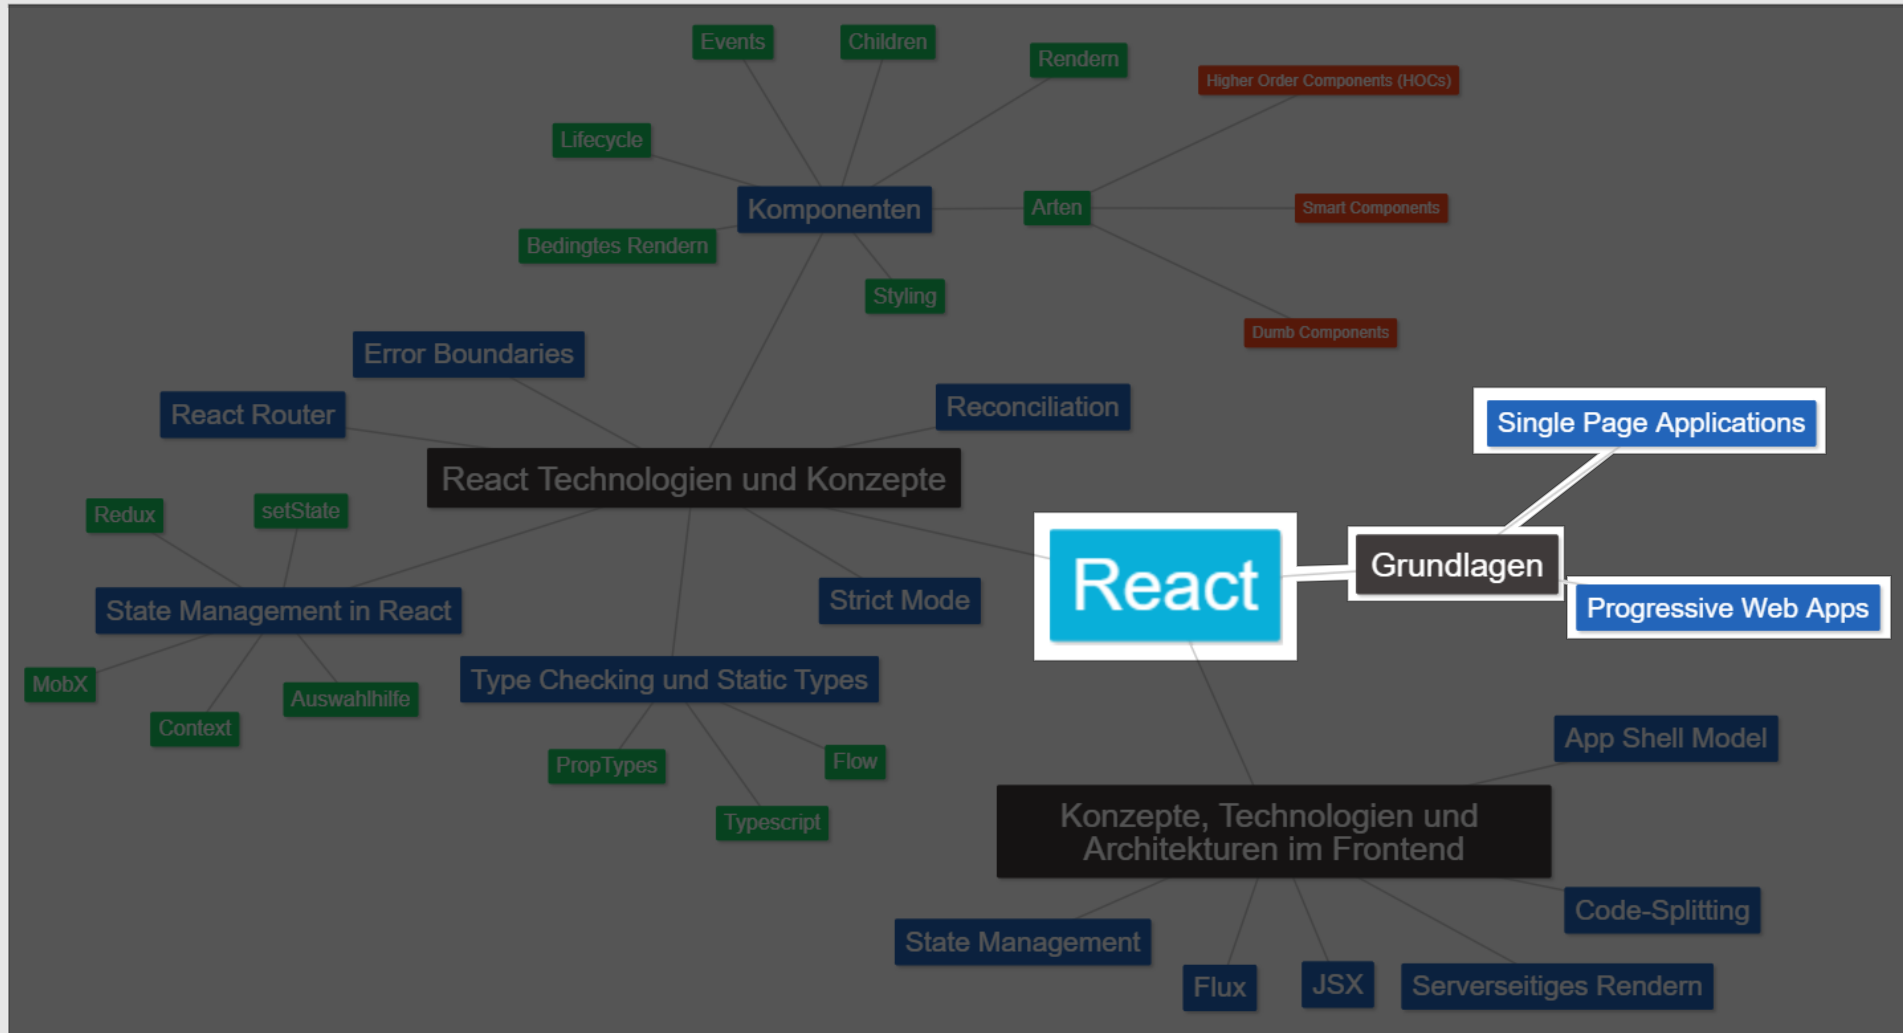 Events
Children
Rendern
Higher Order Components (HOCs)
Lifecycle
Komponenten
Arten
Smart Components
Bedingtes Rendern
Styling
Dumb Components
Error Boundaries
React Router
Reconciliation
Single Page Applications
React Technologien und Konzepte
Redux
setState
React
Grundlagen
Progressive Web Apps
State Management in React
Strict Mode
MobX
Auswahlhilfe
Context
Type Checking und Static Types
PropTypes
Flow
Typescript
App Shell Model
Konzepte, Technologien und
Architekturen im Frontend
Code-Splitting
State Management
Flux
JSX
Serverseitiges Rendern